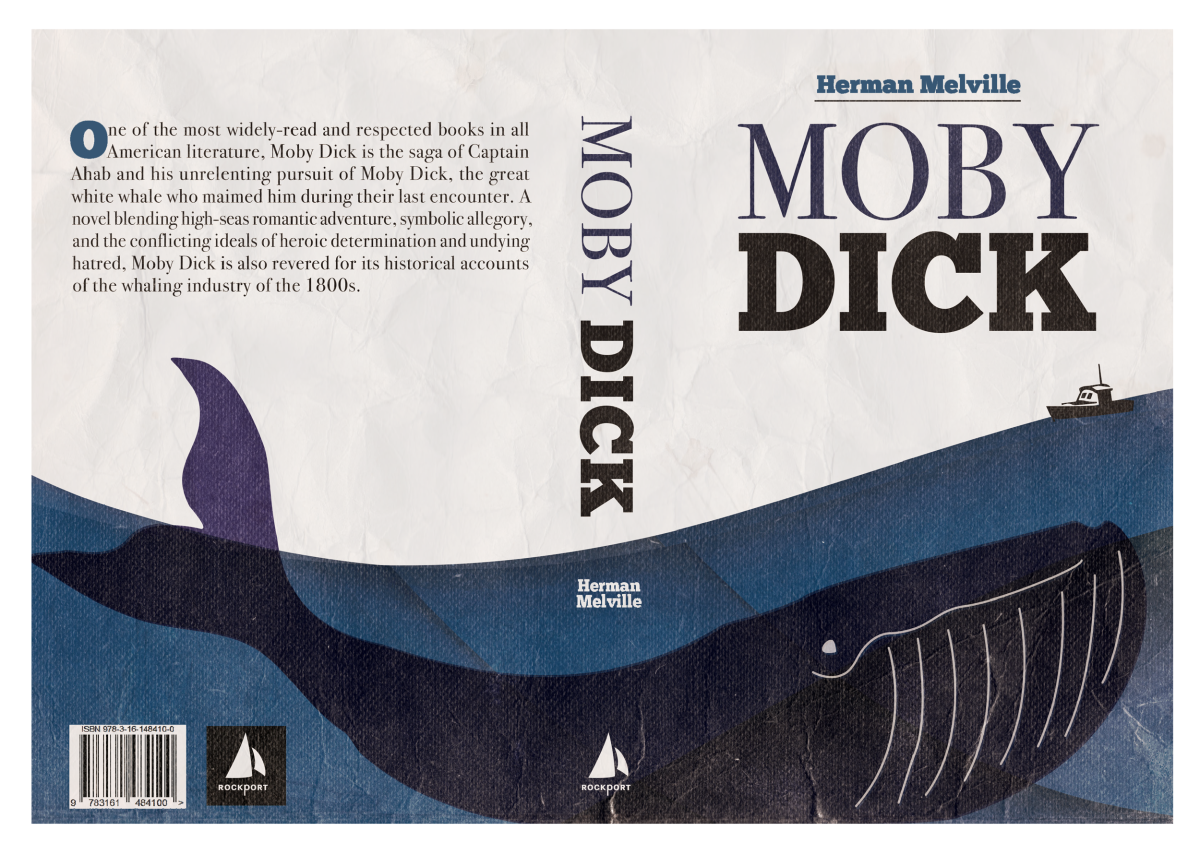 One of the most widely-read and respected books in all
American literature, Moby Dick is the saga of Captain
Ahab and his unrelenting pursuit of Moby Dick, the great
white whale who maimed him during their last encounter. A
novel blending high-seas romantic adventure, symbolic allegory,
and the conflicting ideals of heroic determination and undying
hatred, Moby Dick is also revered for its historical accounts
of the whaling industry of the 1800s.
ISBN 978-3-16-148410-0
9 783161 484100 >
ROCKPORT
MOBY DICK
Herman
Melville
ROCKPORT
Herman Melville
MOBY
DICK